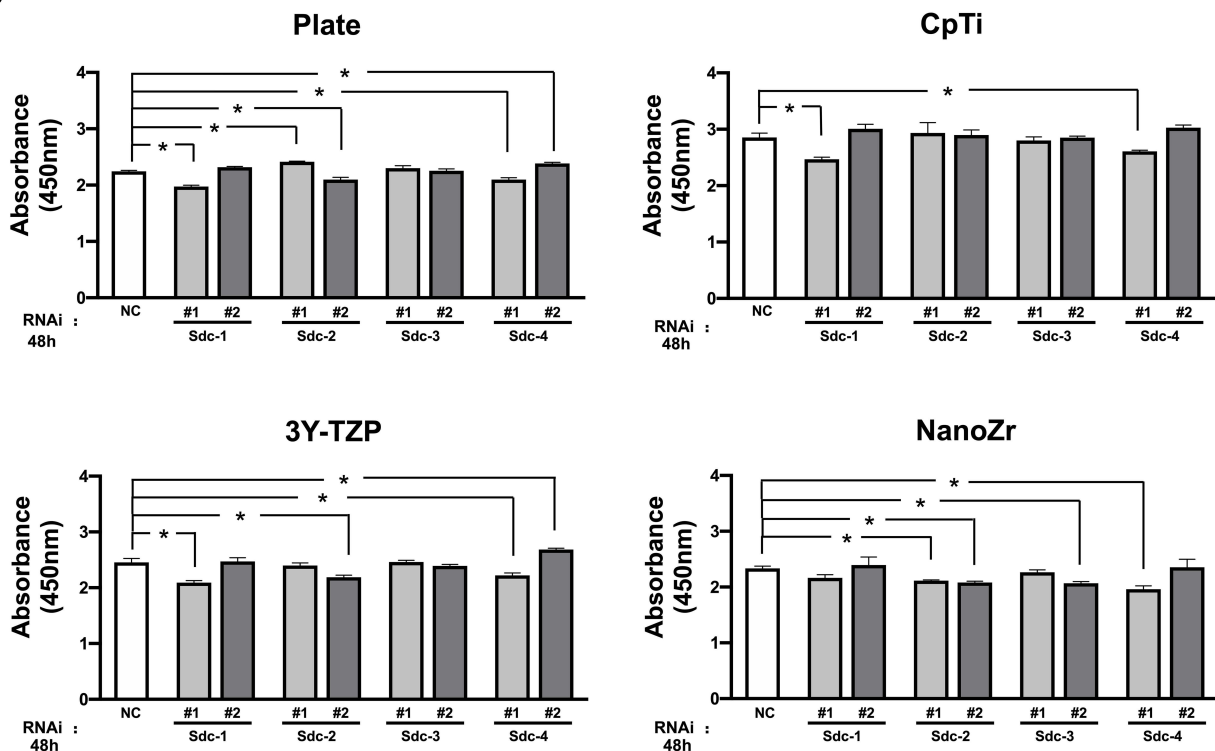 Plate
Absorbance
(450nm)
4
3
2
1
0
* * * * *
NC #1 #2 #1 #2 #1 #2 #1 #2
RNAi :
48h
Sdc-1 Sdc-2 Sdc-3 Sdc-4
CpTi
Absorbance
(450nm)
4
3
2
1
0
* *
NC #1 #2 #1 #2 #1 #2 #1 #2
RNAi :
48h
Sdc-1 Sdc-2 Sdc-3 Sdc-4
3Y-TZP
Absorbance
(450nm)
4
3
2
1
0
* * * *
NC #1 #2 #1 #2 #1 #2 #1 #2
RNAi :
48h
Sdc-1 Sdc-2 Sdc-3 Sdc-4
NanoZr
Absorbance
(450nm)
4
3
2
1
0
* * * *
NC #1 #2 #1 #2 #1 #2 #1 #2
RNAi :
48h
Sdc-1 Sdc-2 Sdc-3 Sdc-4